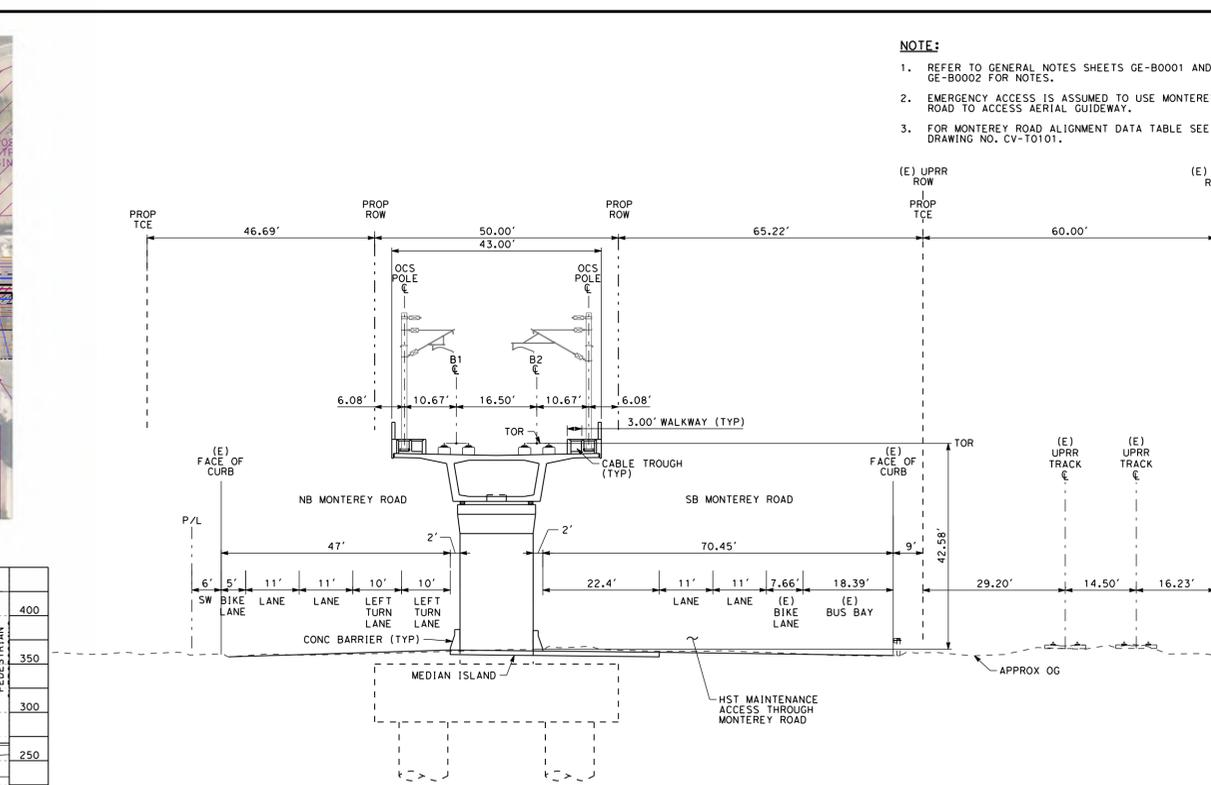 NOTE:
1. REFER TO GENERAL NOTES SHEETS GE-B0001 AND
GE-B0002 FOR NOTES.
2. EMERGENCY ACCESS IS ASSUMED TO USE MONTERE
ROAD TO ACCESS AERIAL GUIDEWAY.
3. FOR MONTEREY ROAD ALIGNMENT DATA TABLE SEE
DRAWING NO. CV-T0101.
(E) UPRR
ROW
(E)
R
PROP
TCE
PROP
ROW
PROP
ROW
PROP
TCE
46.69'
50.00'
65.22'
60.00'
43.00'
OCS
POLE
℄
OCS
POLE
℄
B1
℄
B2
℄
6.08'
10.67'
16.50'
10.67'
6.08'
3.00' WALKWAY (TYP)
TOR
TOR
CABLE TROUGH
(TYP)
(E)
FACE OF
CURB
(E)
FACE OF
CURB
(E)
UPRR
TRACK
℄
(E)
UPRR
TRACK
℄
NB MONTEREY ROAD
SB MONTEREY ROAD
P/L
42.58'
47'
2'
2'
70.45'
9'
6'
5'
11'
11'
10'
10'
22.4'
11'
11'
7.66'
18.39'
29.20'
14.50'
16.23'
SW
BIKE
LANE
LANE
LANE
LEFT
TURN
LANE
LEFT
TURN
LANE
LANE
LANE
(E)
BIKE
LANE
(E)
BUS BAY
CONC BARRIER (TYP)
MEDIAN ISLAND
APPROX OG
HST MAINTENANCE
ACCESS THROUGH
MONTEREY ROAD
400
350
300
250
PEDESTRIAN